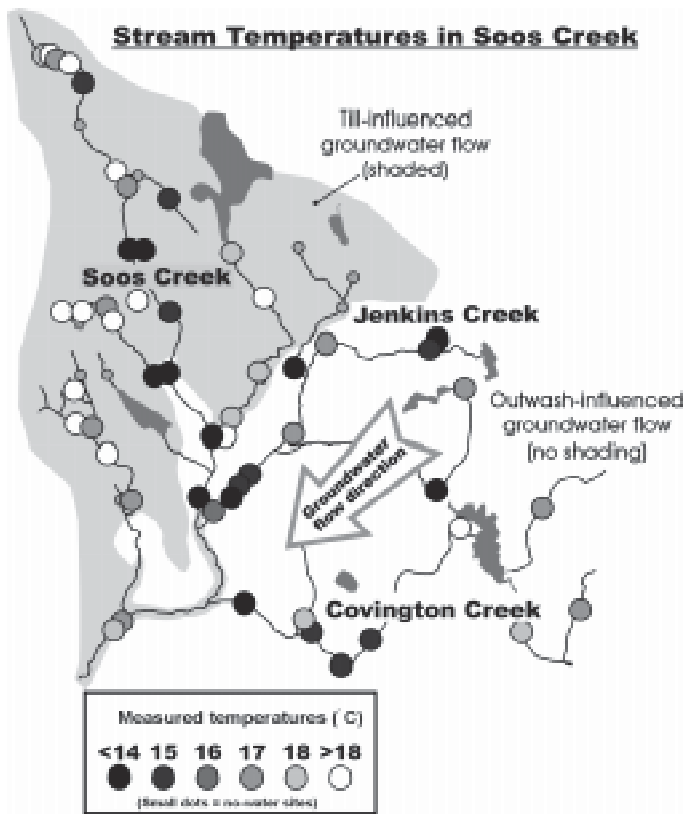 Stream Temperatures in Soos Creek
Till-influenced
groundwater flow
(shaded)
Soos Creek
Jenkins Creek
Outwash-influenced
groundwater flow
(no shading)
Groundwater
flow direction
Covington Creek
Measured temperatures (°C)
<14 15 16 17 18 >18
(Small dots = no-water sites)